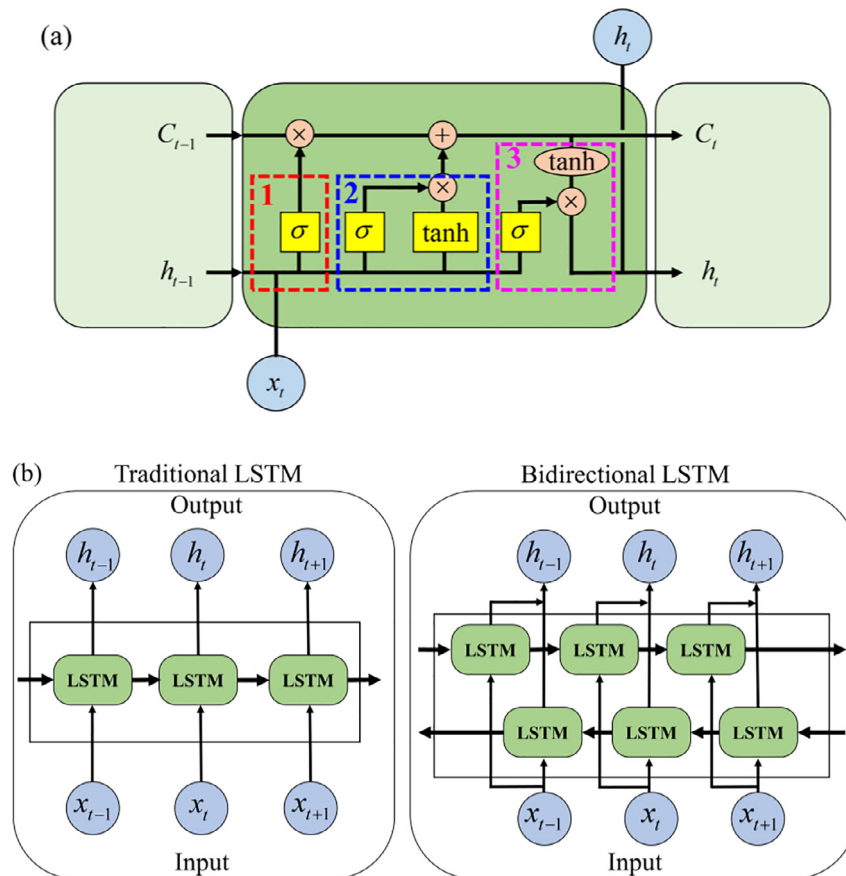 (a)
h_t
C_{t-1} × + C_t
3
tanh
1 2 × ×
σ σ tanh σ
h_{t-1} h_t
x_t
(b)
Traditional LSTM
Output
h_{t-1} h_t h_{t+1}
LSTM LSTM LSTM
x_{t-1} x_t x_{t+1}
Input
Bidirectional LSTM
Output
h_{t-1} h_t h_{t+1}
LSTM LSTM LSTM
LSTM LSTM LSTM
x_{t-1} x_t x_{t+1}
Input